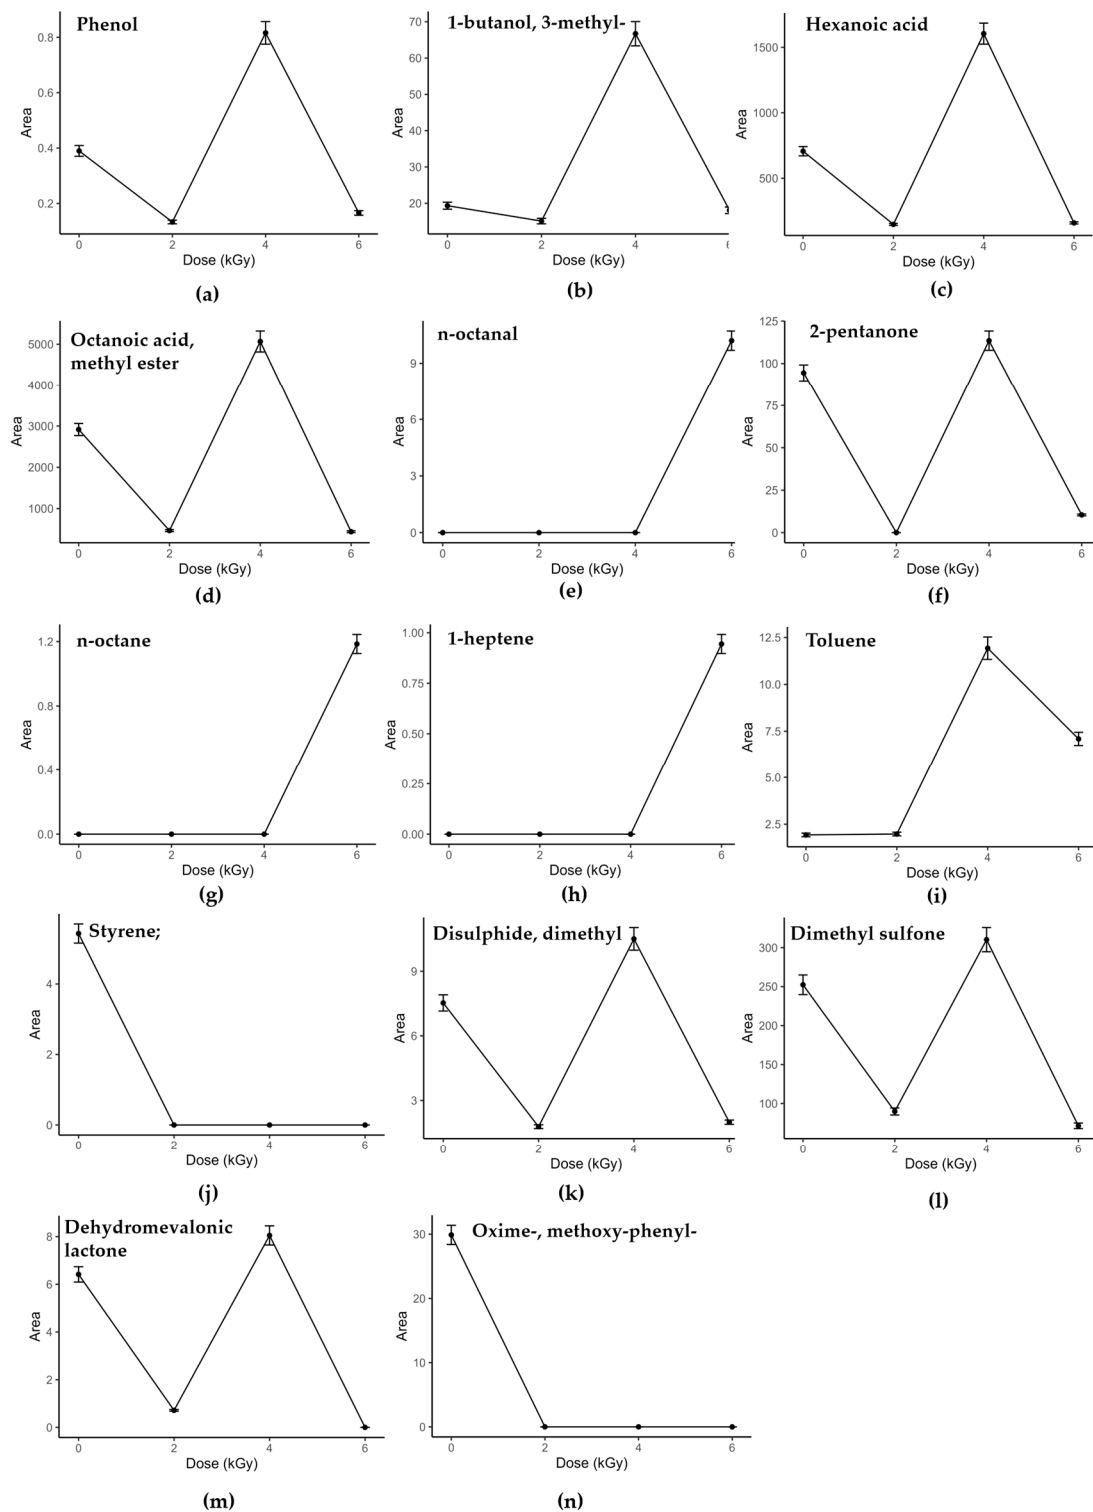 Phenol
0.8
0.6
0.4
0.2
Area
0
2
4
6
Dose (kGy)
(a)
1-butanol, 3-methyl-
70
60
50
40
30
20
Area
0
2
4
6
Dose (kGy)
(b)
Hexanoic acid
1500
1000
500
Area
0
2
4
6
Dose (kGy)
(c)
Octanoic acid,
methyl ester
5000
4000
3000
2000
1000
Area
0
2
4
6
Dose (kGy)
(d)
n-octanal
9
6
3
0
Area
0
2
4
6
Dose (kGy)
(e)
2-pentanone
125
100
75
50
25
0
Area
0
2
4
6
Dose (kGy)
(f)
n-octane
1.2
0.8
0.4
0.0
Area
0
2
4
6
Dose (kGy)
(g)
1-heptene
1.00
0.75
0.50
0.25
0.00
Area
0
2
4
6
Dose (kGy)
(h)
Toluene
12.5
10.0
7.5
5.0
2.5
Area
0
2
4
6
Dose (kGy)
(i)
Styrene;
4
2
0
Area
0
2
4
6
Dose (kGy)
(j)
Disulphide, dimethyl
9
6
3
Area
0
2
4
6
Dose (kGy)
(k)
Dimethyl sulfone
300
250
200
150
100
Area
0
2
4
6
Dose (kGy)
(l)
Dehydromevalonic
lactone
8
6
4
2
0
Area
0
2
4
6
Dose (kGy)
(m)
Oxime-, methoxy-phenyl-
30
20
10
0
Area
0
2
4
6
Dose (kGy)
(n)